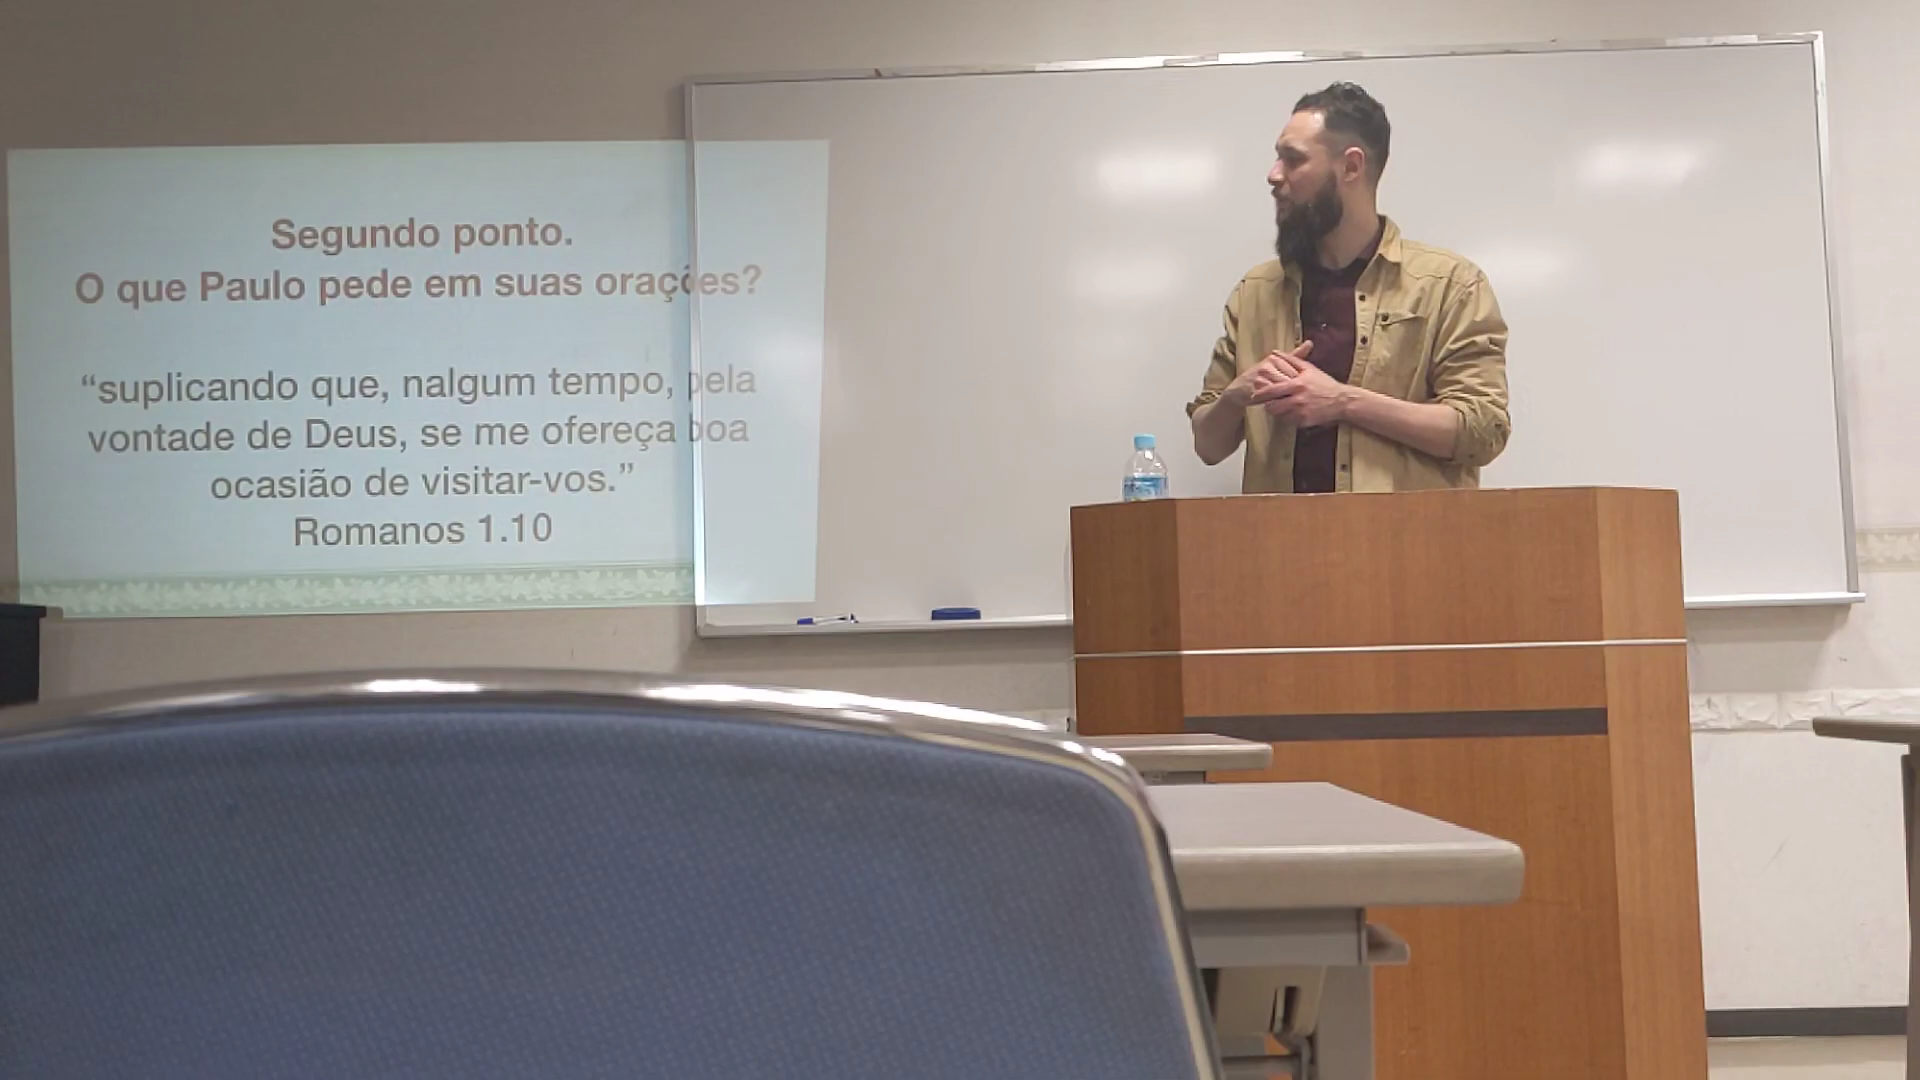 Segundo ponto.
O que Paulo pede em suas orações?
“suplicando que, nalgum tempo, pela
vontade de Deus, se me ofereça boa
ocasião de visitar-vos.”
Romanos 1.10